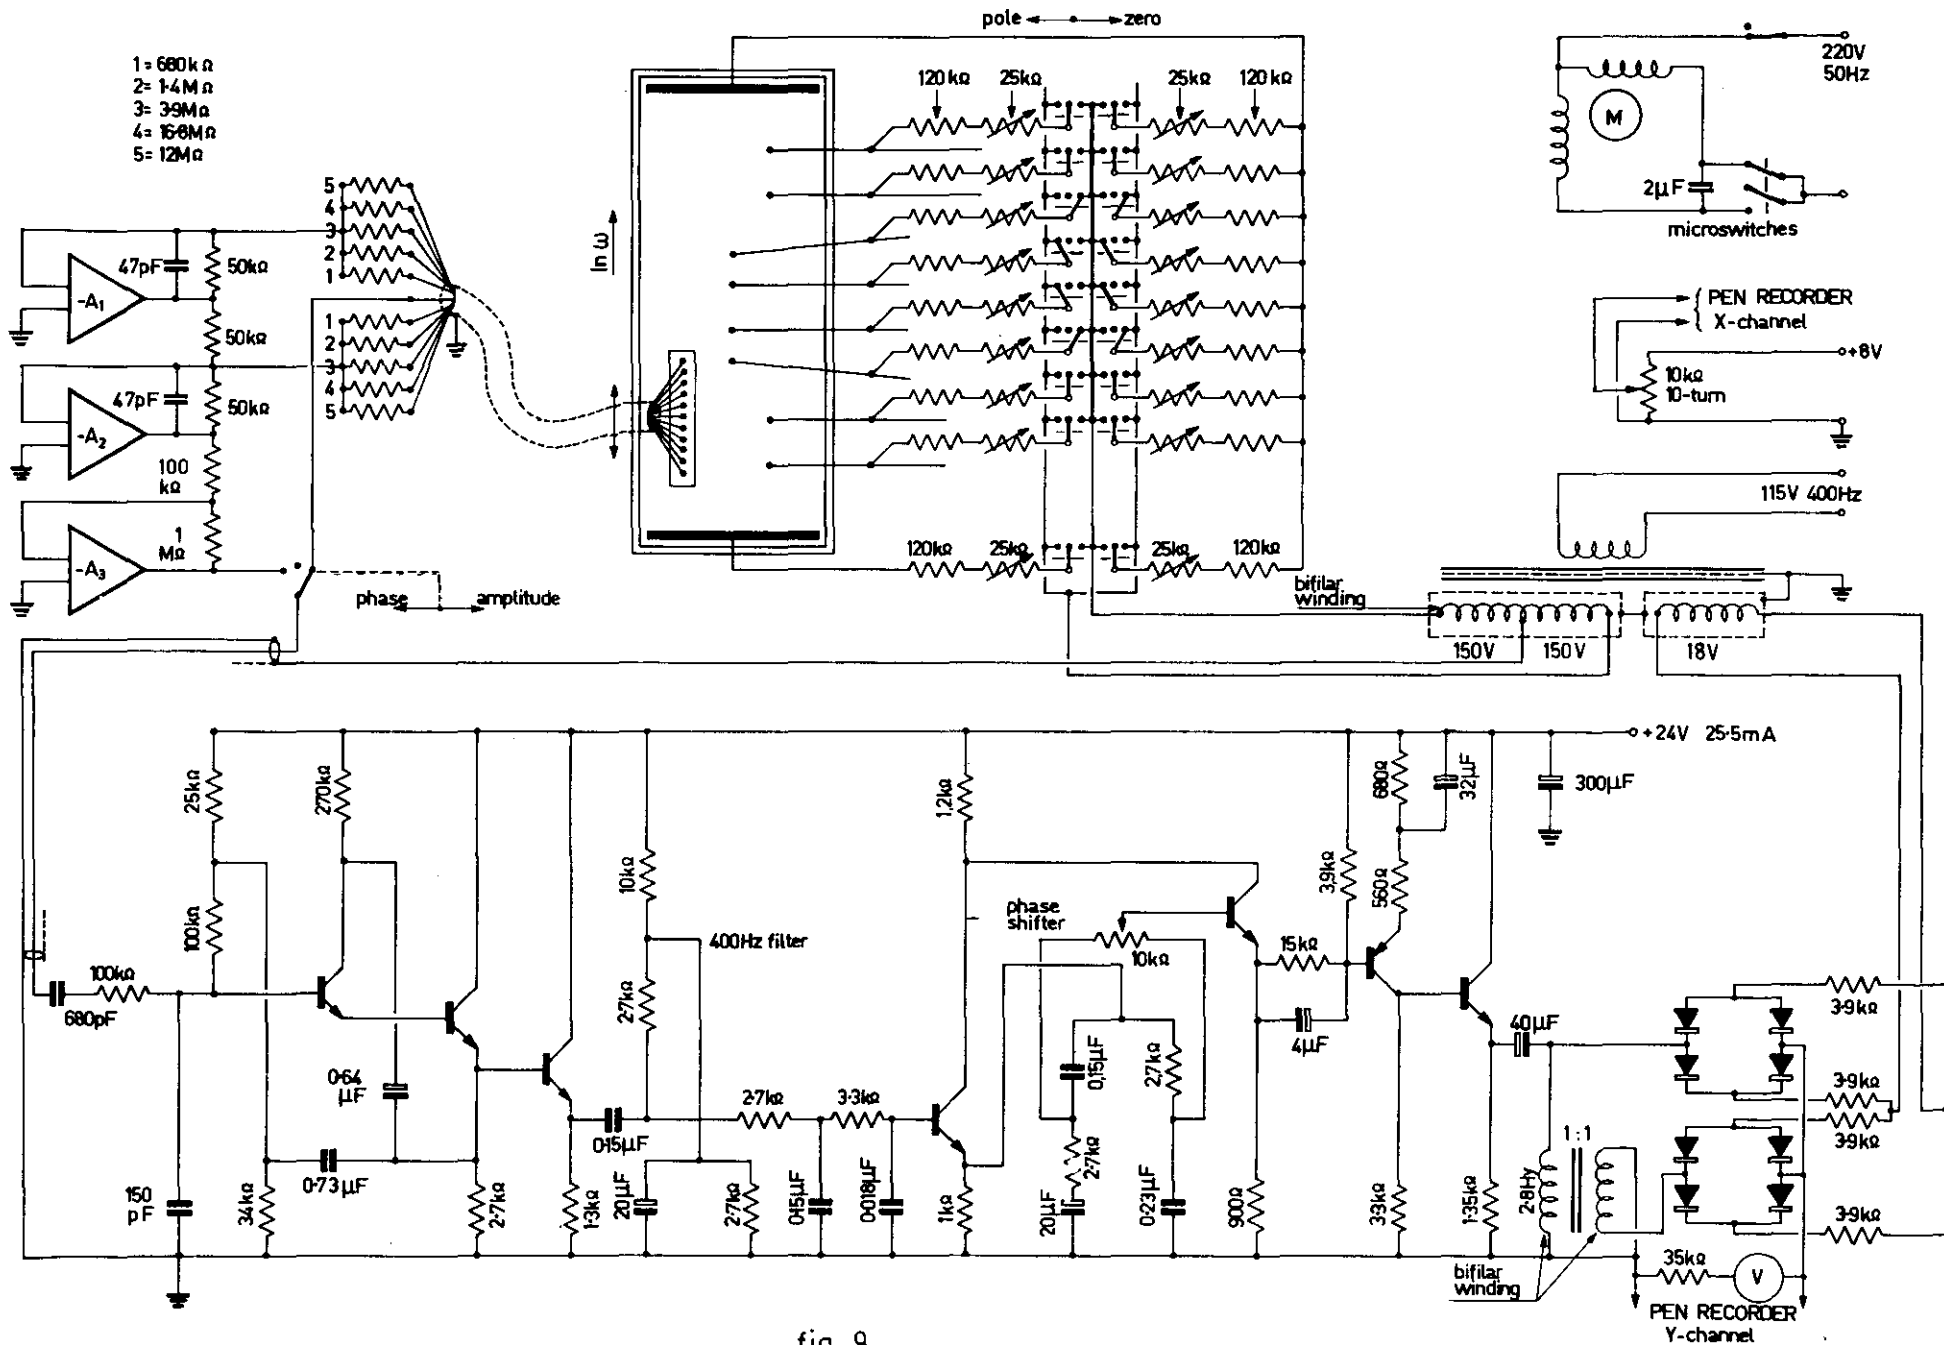 pole zero
1 = 680kΩ
2 = 1·4MΩ
3 = 3·9MΩ
4 = 16·8MΩ
5 = 12MΩ
120kΩ 25kΩ 25kΩ 120kΩ
220V
50Hz
M
2μF
microswitches
5
4
3
2
1
1
2
3
4
5
47pF
50kΩ
-A1
50kΩ
47pF
50kΩ
-A2
100
kΩ
1
MΩ
-A3
ln ω
phase amplitude
120kΩ 25kΩ 25kΩ 120kΩ
PEN RECORDER
X-channel
+8V
10kΩ
10-turn
115V 400Hz
bifilar
winding
150V 150V 18V
+24V 25·5mA
25kΩ
270kΩ
100kΩ
100kΩ
680pF
150
pF
34kΩ
0·64
μF
0·73μF
2·7kΩ
1·3kΩ
10kΩ
400Hz filter
2·7kΩ
0·15μF
20μF
2·7kΩ
2·7kΩ
3·3kΩ
0·15μF
0·018μF
1,2kΩ
1kΩ
phase
shifter
10kΩ
0,15μF
2,7kΩ
2·7kΩ
20μF
0·23μF
15kΩ
4μF
900Ω
3,9kΩ
680Ω
32μF
560Ω
300μF
3·3kΩ
1·35kΩ
40μF
2·8Hy
1 : 1
3·9kΩ
3·9kΩ
3·9kΩ
3·9kΩ
35kΩ
V
bifilar
winding
PEN RECORDER
Y-channel
fig. 9